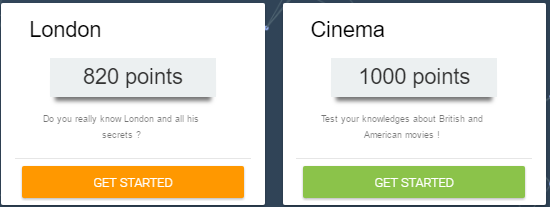 London
820 points
Do you really know London and all his
secrets ?
GET STARTED
Cinema
1000 points
Test your knowledges about British and
American movies !
GET STARTED